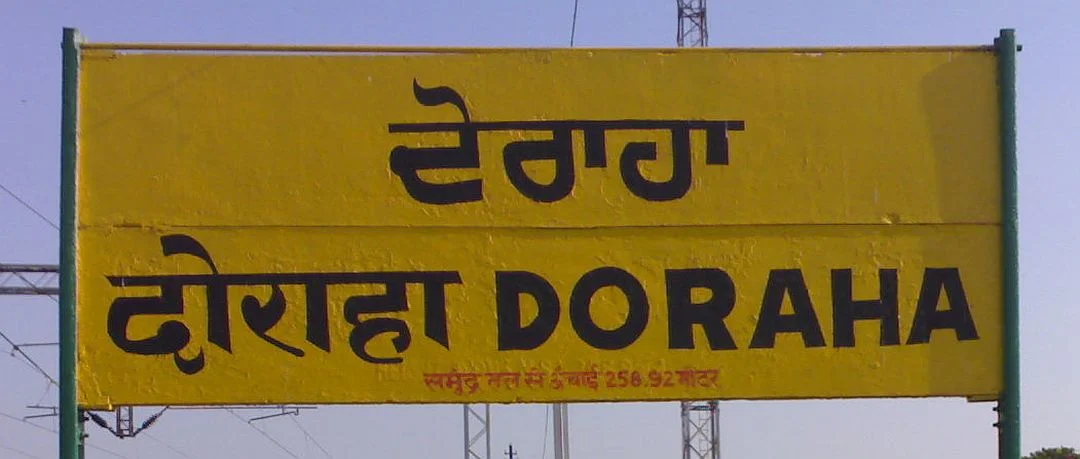 ਦੋਰਾਹਾ
दोराहा DORAHA
समुंद्र तल से ऊंचाई 258.92 मीटर